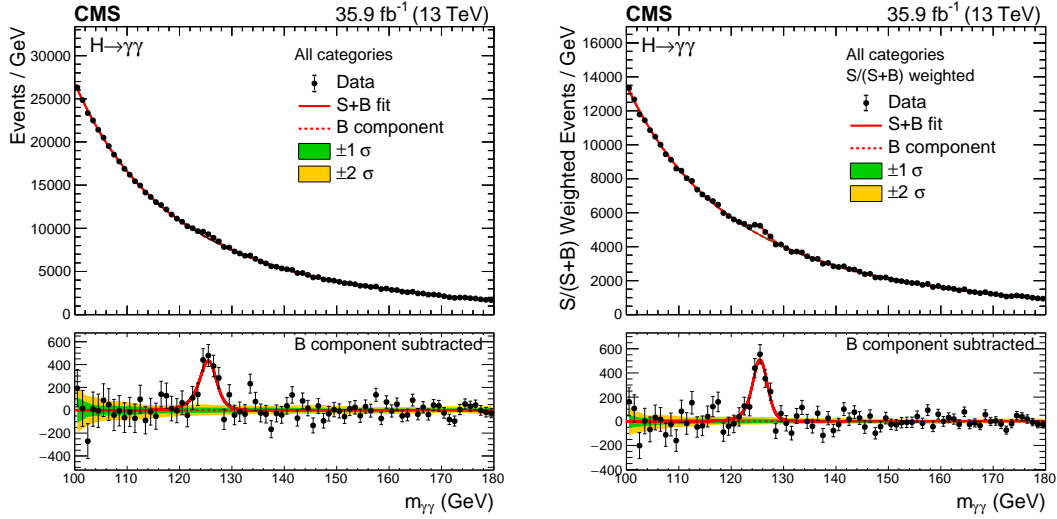 CMS 35.9 fb⁻¹ (13 TeV)
H→γγ
All categories
Data
S+B fit
B component
±1 σ
±2 σ
Events / GeV
30000
25000
20000
15000
10000
5000
0
B component subtracted
600
400
200
0
−200
−400
100 110 120 130 140 150 160 170 180
m_γγ (GeV)
CMS 35.9 fb⁻¹ (13 TeV)
H→γγ
All categories
S/(S+B) weighted
Data
S+B fit
B component
±1 σ
±2 σ
S/(S+B) Weighted Events / GeV
16000
14000
12000
10000
8000
6000
4000
2000
0
B component subtracted
600
400
200
0
−200
−400
100 110 120 130 140 150 160 170 180
m_γγ (GeV)